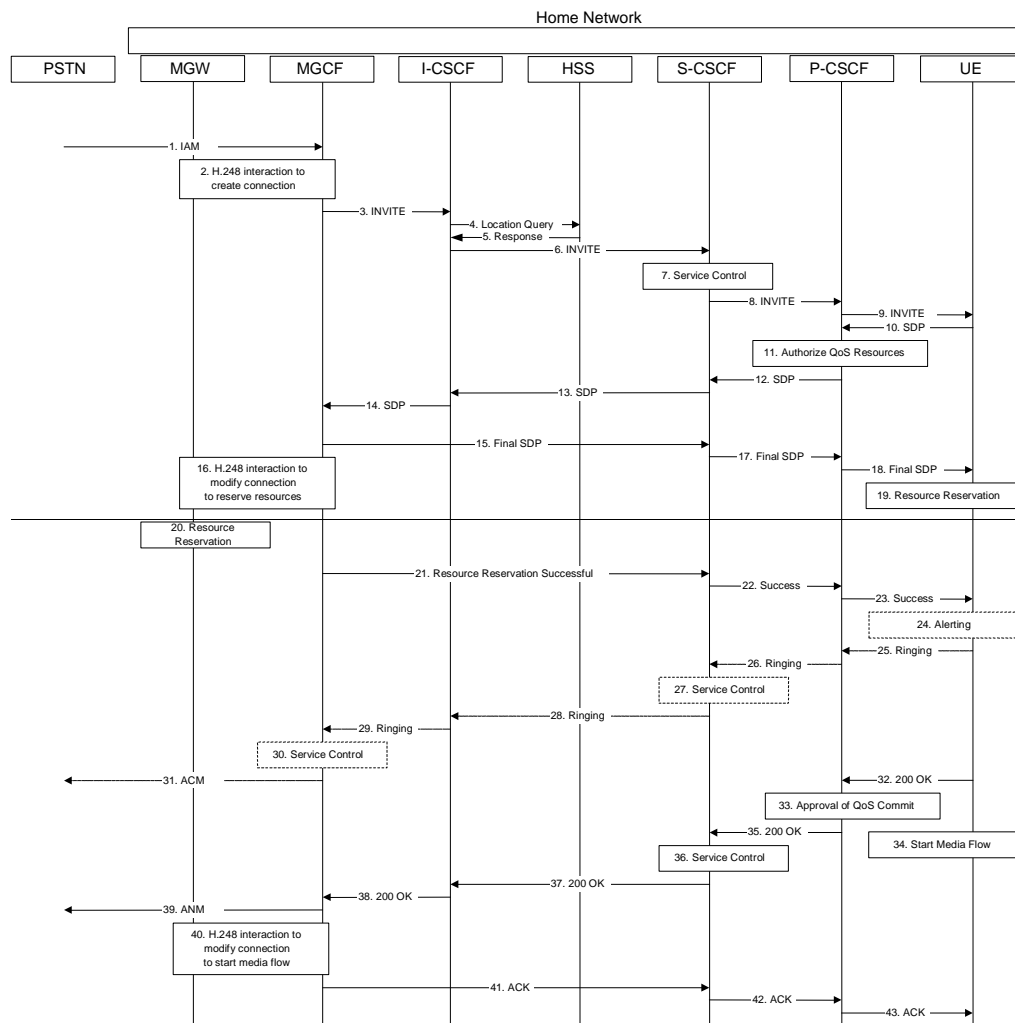 Home Network
PSTN
MGW
MGCF
I-CSCF
HSS
S-CSCF
P-CSCF
UE
1. IAM
2. H.248 interaction to
create connection
3. INVITE
4. Location Query
5. Response
6. INVITE
7. Service Control
8. INVITE
9. INVITE
10. SDP
11. Authorize QoS Resources
12. SDP
13. SDP
14. SDP
15. Final SDP
16. H.248 interaction to
modify connection
to reserve resources
17. Final SDP
18. Final SDP
19. Resource Reservation
20. Resource
Reservation
21. Resource Reservation Successful
22. Success
23. Success
24. Alerting
25. Ringing
26. Ringing
27. Service Control
28. Ringing
29. Ringing
30. Service Control
31. ACM
32. 200 OK
33. Approval of QoS Commit
34. Start Media Flow
35. 200 OK
36. Service Control
37. 200 OK
38. 200 OK
39. ANM
40. H.248 interaction to
modify connection
to start media flow
41. ACK
42. ACK
43. ACK